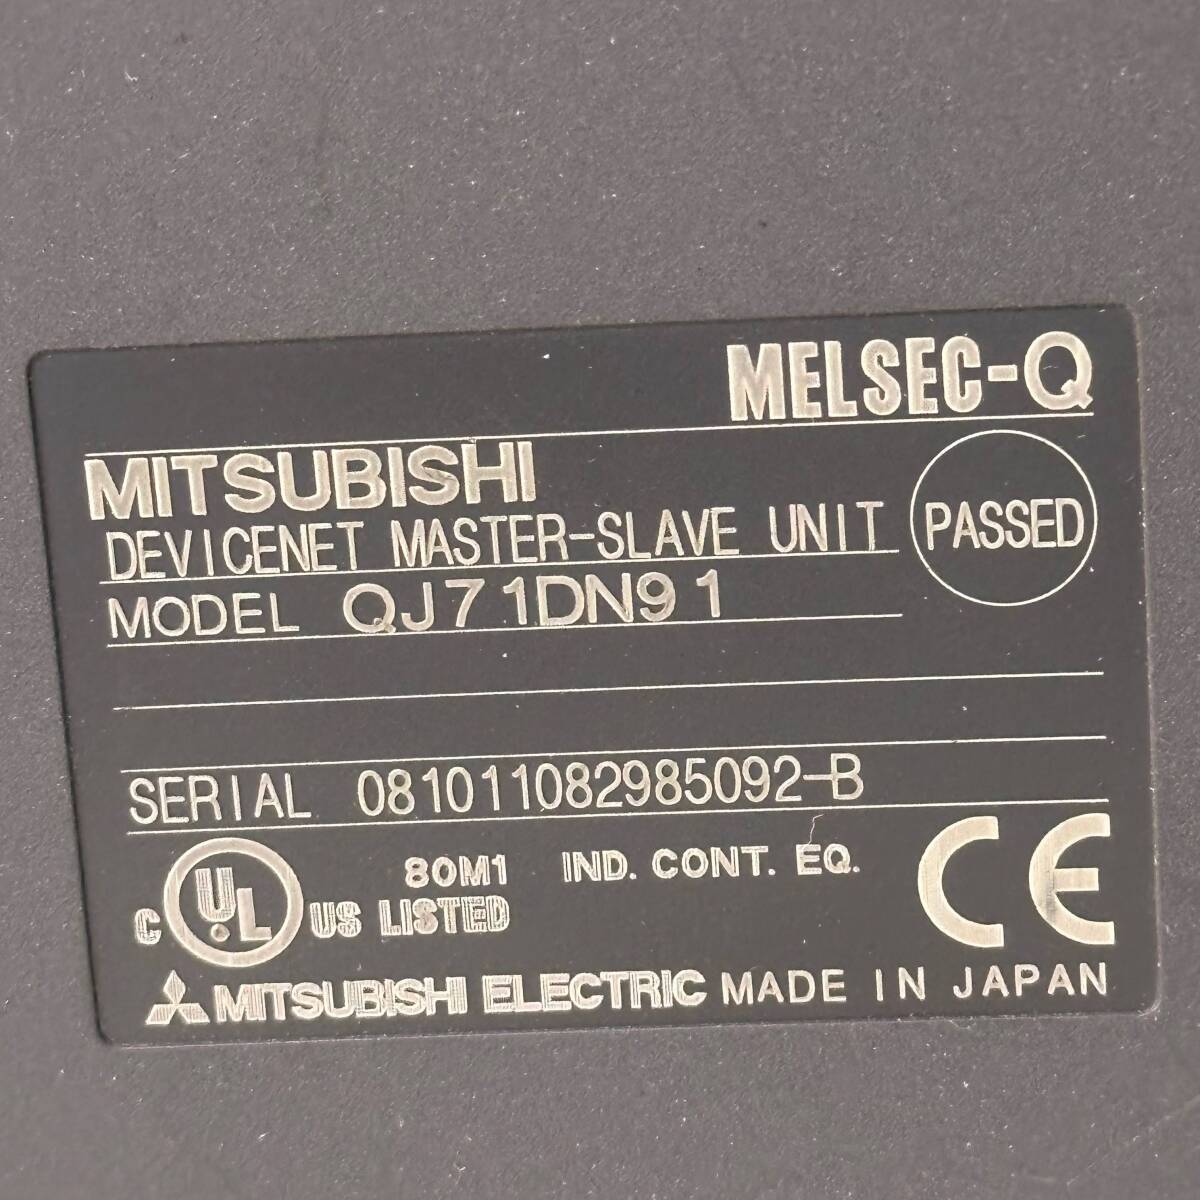 MELSEC-Q
MITSUBISHI
DEVICENET MASTER-SLAVE UNIT
PASSED
MODEL QJ71DN91
SERIAL 081011082985092-B
80M1 IND. CONT. EQ.
C UL US LISTED
CE
MITSUBISHI ELECTRIC MADE IN JAPAN